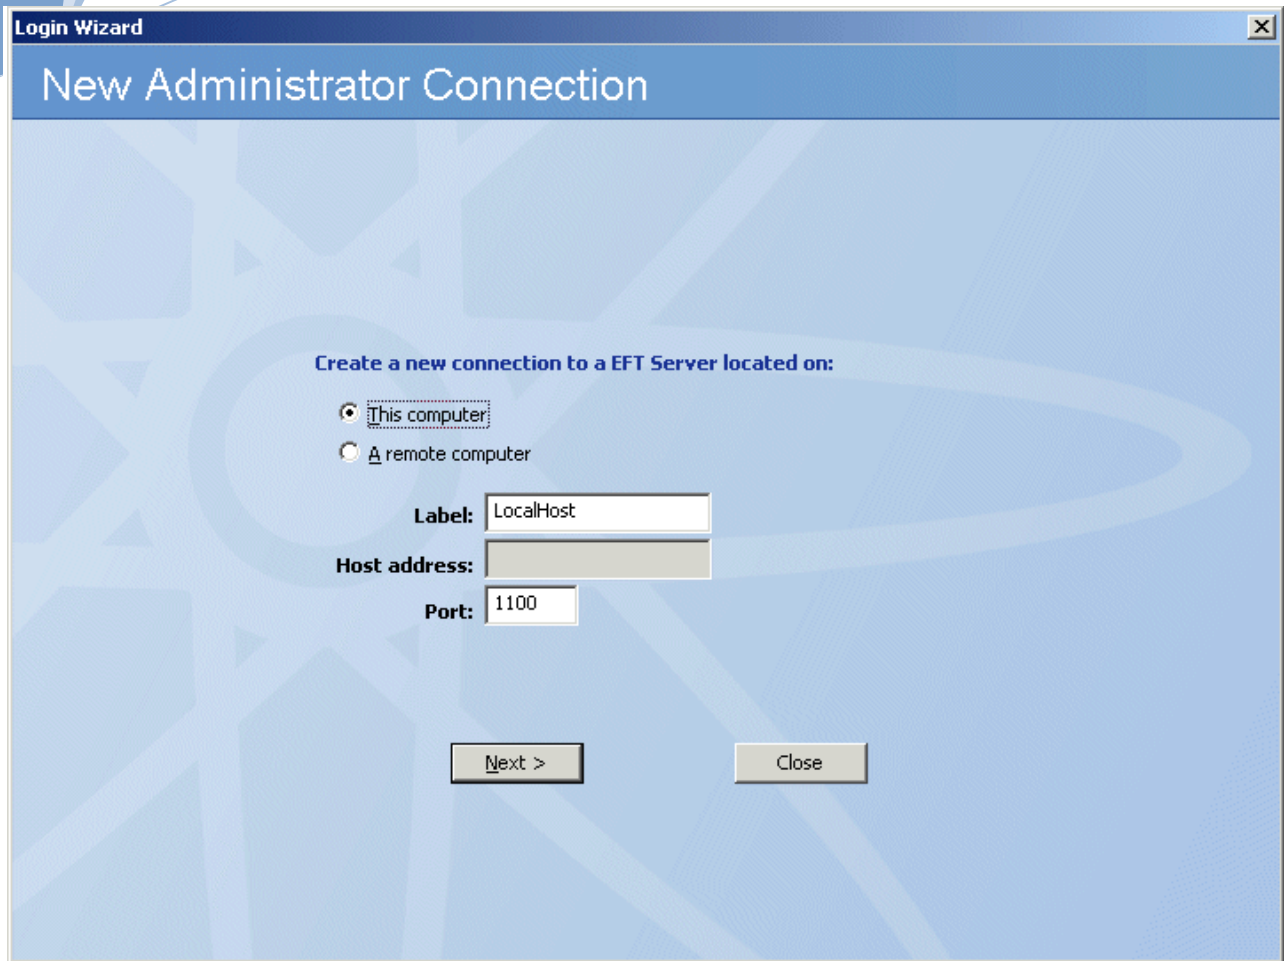 Login Wizard
New Administrator Connection
Create a new connection to a EFT Server located on:
This computer
A remote computer
Label: LocalHost
Host address:
Port: 1100
Next > Close